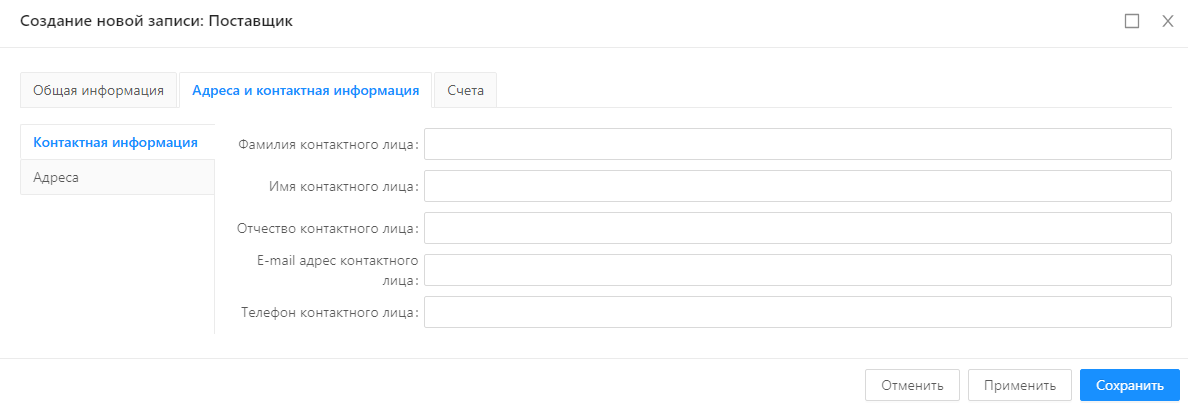 Создание новой записи: Поставщик
Общая информация
Адреса и контактная информация
Счета
Контактная информация
Адреса
Фамилия контактного лица:
Имя контактного лица:
Отчество контактного лица:
E-mail адрес контактного
лица:
Телефон контактного лица:
Отменить
Применить
Сохранить